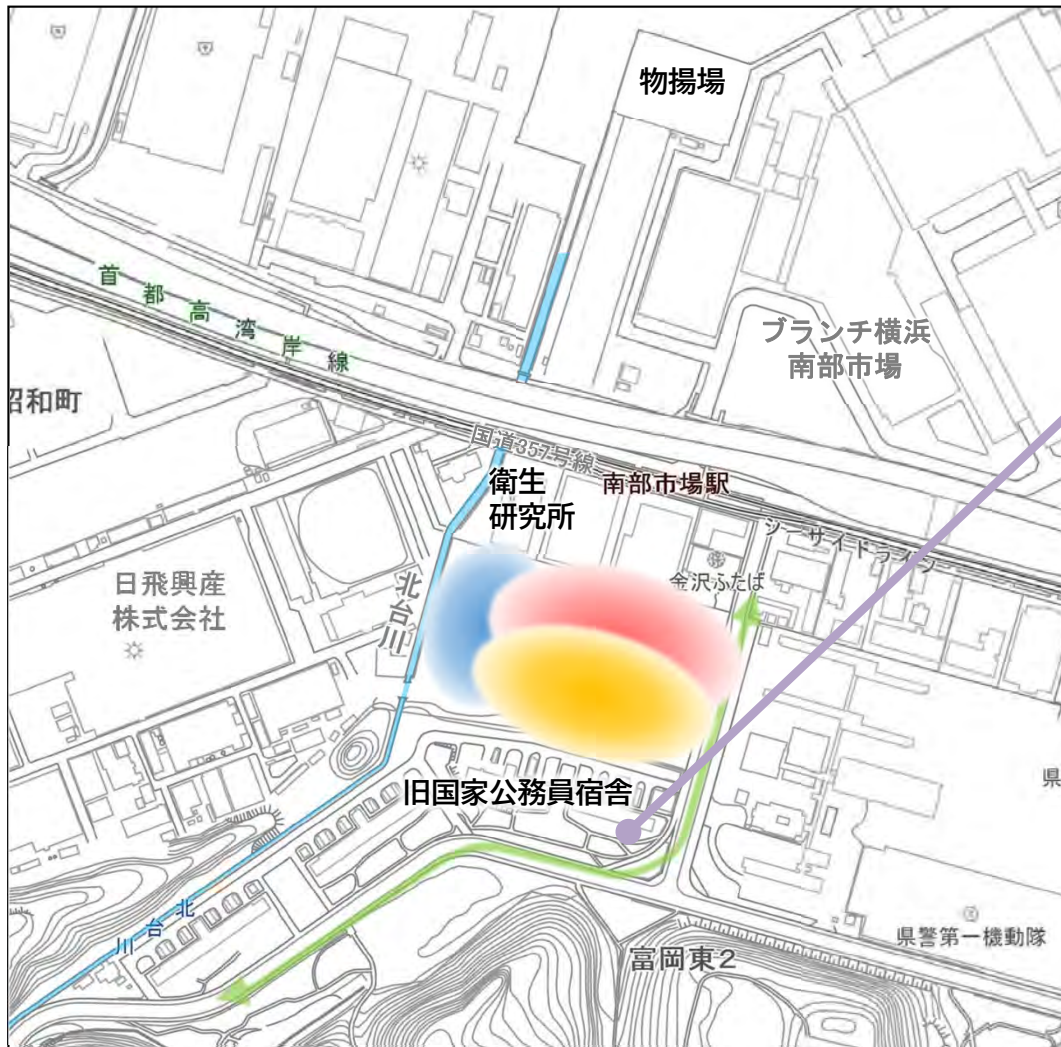 物揚場
首都高湾岸線
ブランチ横浜
南部市場
昭和町
国道357号線
衛生
研究所
南部市場駅
シーサイドライン
金沢ふたば
日飛興産
株式会社
北台川
旧国家公務員宿舎
県
北台川
県警第一機動隊
富岡東2